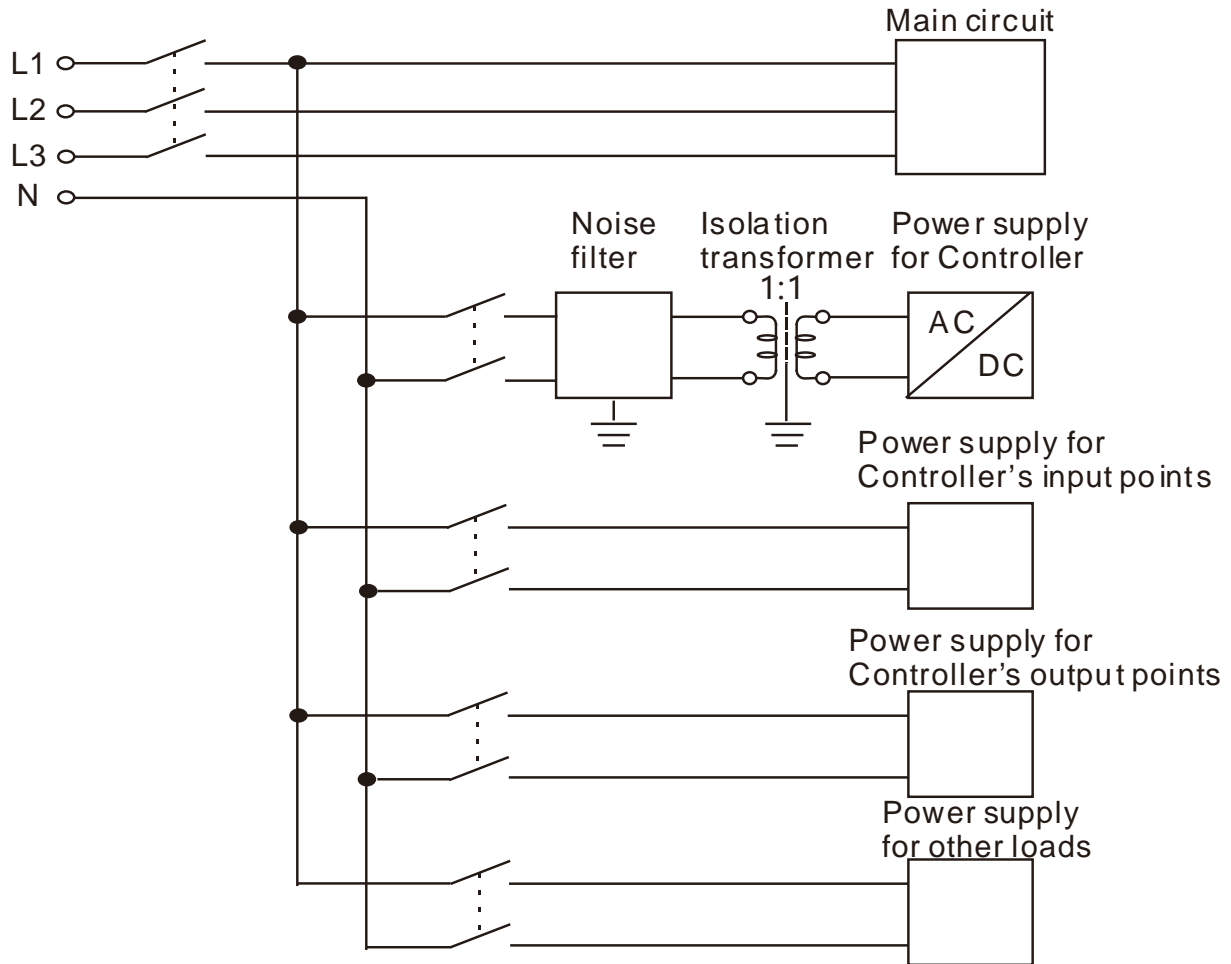 Main circuit
L1
L2
L3
N
Noise
filter
Isolation
transformer
1:1
Power supply
for Controller
AC
DC
Power supply for
Controller's input points
Power supply for
Controller's output points
Power supply
for other loads